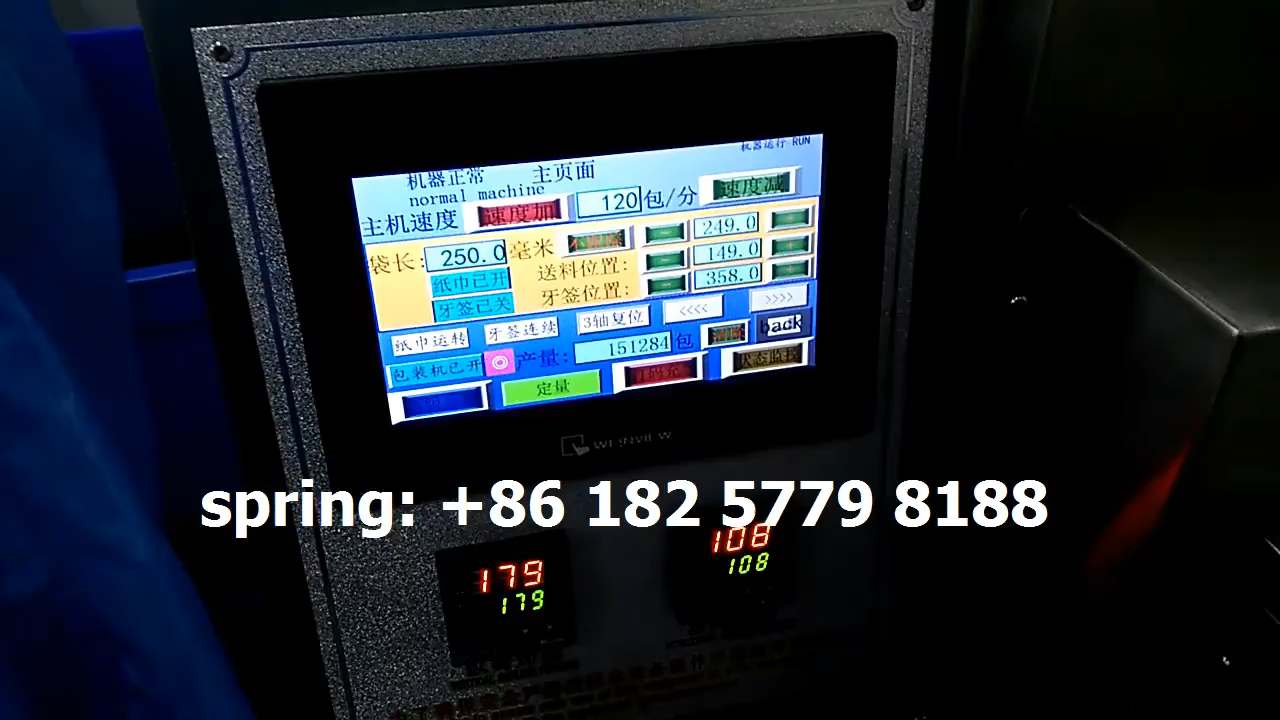 机器运行 RUN
机器正常 主页面
normal machine
主机速度 速度加 120 包/分 速度减
袋长: 250.0 毫米 - 249.0 +
纸巾已开 送料位置: - 149.0 +
牙签已关 牙签位置: - 358.0 +
纸巾运转 牙签连续 3轴复位 <<<< >>>>
包装机已开 产量: 151284 包 清除 back
定量 状态监控
WEINVIEW
spring: +86 182 5779 8188
179 108
179 108